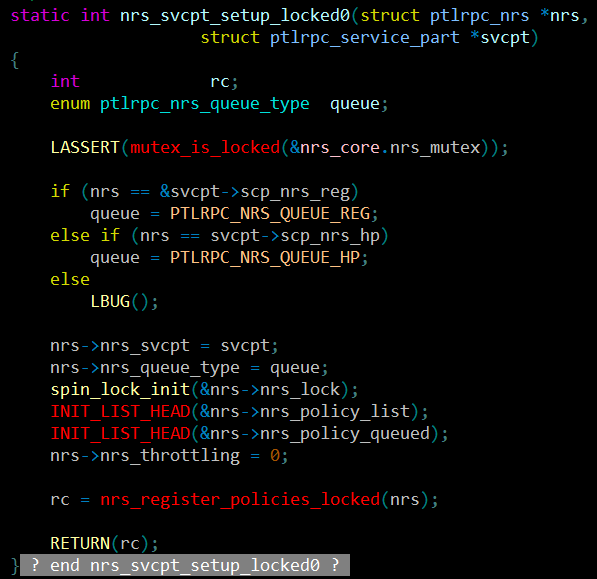 static int nrs_svcpt_setup_locked0(struct ptlrpc_nrs *nrs,
                   struct ptlrpc_service_part *svcpt)
{
    int             rc;
    enum ptlrpc_nrs_queue_type  queue;

    LASSERT(mutex_is_locked(&nrs_core.nrs_mutex));

    if (nrs == &svcpt->scp_nrs_reg)
        queue = PTLRPC_NRS_QUEUE_REG;
    else if (nrs == svcpt->scp_nrs_hp)
        queue = PTLRPC_NRS_QUEUE_HP;
    else
        LBUG();

    nrs->nrs_svcpt = svcpt;
    nrs->nrs_queue_type = queue;
    spin_lock_init(&nrs->nrs_lock);
    INIT_LIST_HEAD(&nrs->nrs_policy_list);
    INIT_LIST_HEAD(&nrs->nrs_policy_queued);
    nrs->nrs_throttling = 0;

    rc = nrs_register_policies_locked(nrs);

    RETURN(rc);
} ? end nrs_svcpt_setup_locked0 ?